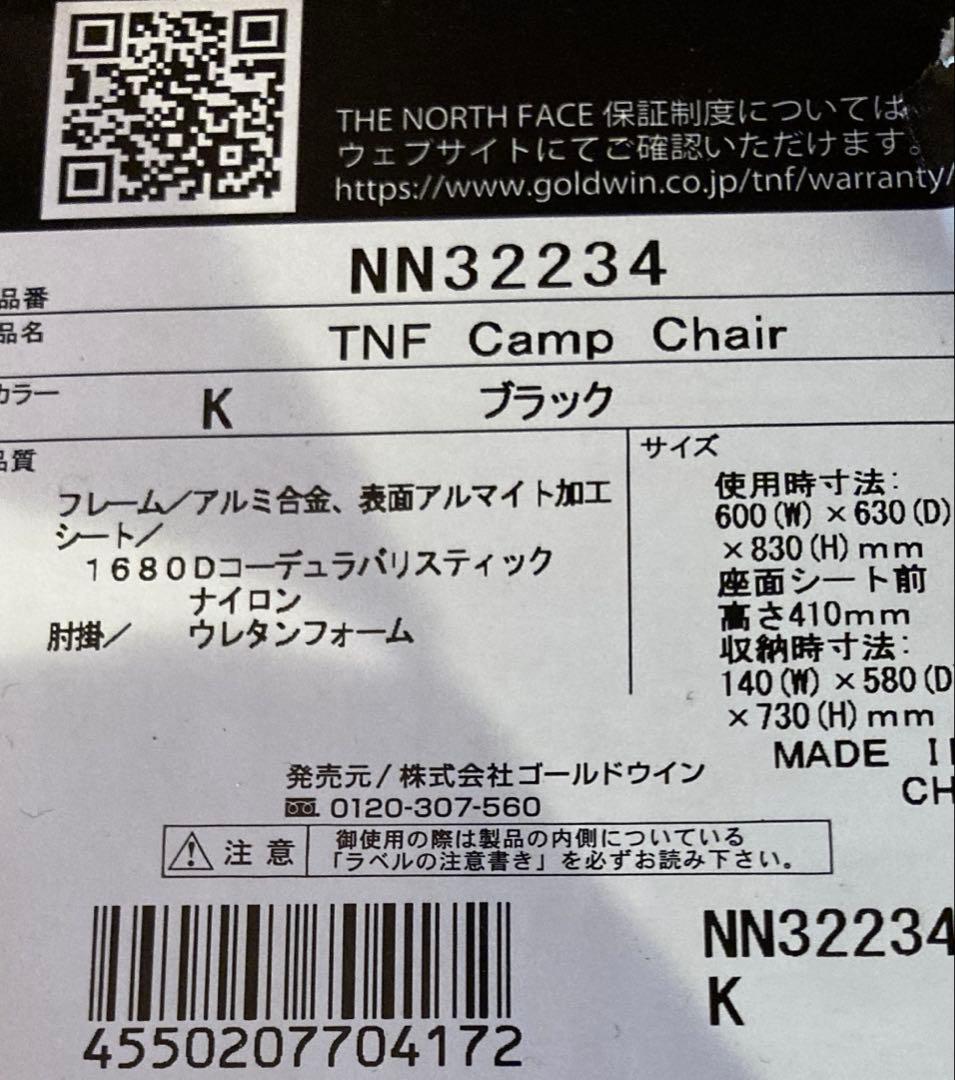 THE NORTH FACE 保証制度については
ウェブサイトにてご確認いただけます。
https://www.goldwin.co.jp/tnf/warranty/
品番 NN32234
品名 TNF Camp Chair
カラー K ブラック
品質
フレーム/アルミ合金、表面アルマイト加工
シート/
1680Dコーデュラバリスティック
ナイロン
肘掛/ ウレタンフォーム
サイズ
使用時寸法:
600(W)×630(D)
×830(H)mm
座面シート前
高さ410mm
収納時寸法:
140(W)×580(D
×730(H)mm
MADE I
CH
発売元/株式会社ゴールドウイン
0120-307-560
注意
御使用の際は製品の内側についている
「ラベルの注意書き」を必ずお読み下さい。
4550207704172
NN32234
K